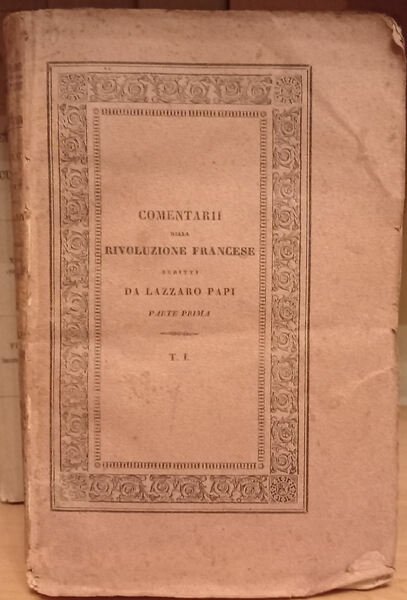 COMENTARII
DELLA
RIVOLUZIONE FRANCESE
SCRITTI
DA LAZZARO PAPI
PARTE PRIMA
T. I.